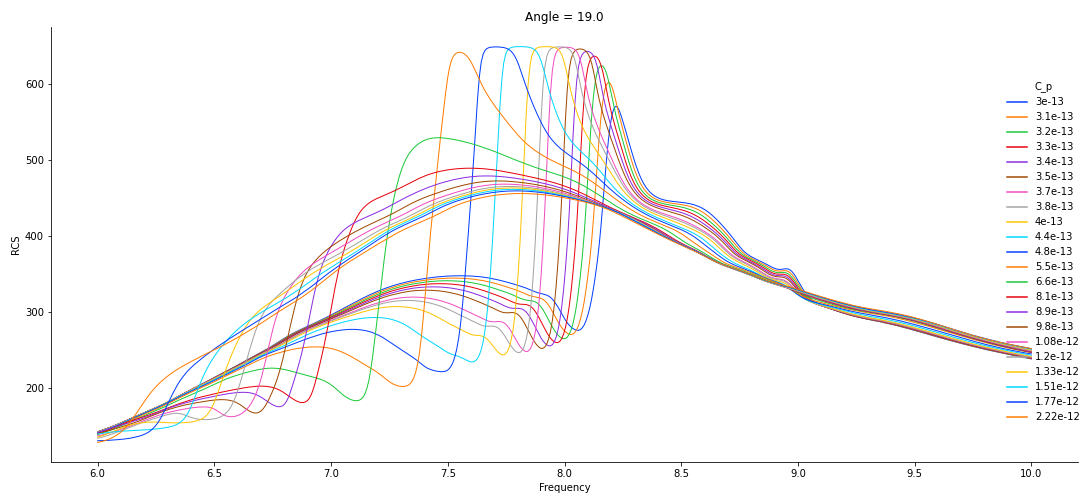 Angle = 19.0
RCS
600
500
400
300
200
6.0 6.5 7.0 7.5 8.0 8.5 9.0 9.5 10.0
Frequency
C_p
3e-13
3.1e-13
3.2e-13
3.3e-13
3.4e-13
3.5e-13
3.7e-13
3.8e-13
4e-13
4.4e-13
4.8e-13
5.5e-13
6.6e-13
8.1e-13
8.9e-13
9.8e-13
1.08e-12
1.2e-12
1.33e-12
1.51e-12
1.77e-12
2.22e-12